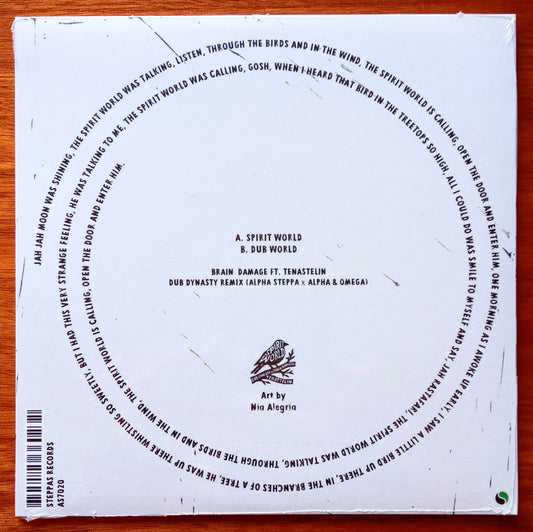 JAH JAH MOON WAS SHINING, THE SPIRIT WORLD WAS TALKING, LISTEN, THROUGH THE BIRDS AND IN THE WIND, THE SPIRIT WORLD IS CALLING, OPEN THE DOOR AND ENTER HIM, ONE MORNING AS I AWOKE UP EARLY, I SAW A LITTLE BIRD UP THERE, IN THE BRANCHES OF A TREE, HE WAS UP THERE WHISTLING SO SWEETLY, BUT I HAD THIS VERY STRANGE FEELING, HE WAS TALKING TO ME, THE SPIRIT WORLD WAS CALLING, GOSH, WHEN I HEARD THAT BIRD IN THE TREETOPS SO HIGH, ALL I COULD DO WAS SMILE TO MYSELF AND SAY, JAH RASTAFARI, THE SPIRIT WORLD WAS TALKING, THROUGH THE BIRDS AND IN THE WIND, THE SPIRIT WORLD IS CALLING, OPEN THE DOOR AND ENTER HIM.
A. SPIRIT WORLD
B. DUB WORLD
BRAIN DAMAGE FT. TENASTELIN
DUB DYNASTY REMIX (ALPHA STEPPA x ALPHA & OMEGA)
SPIRIT
WORLD
Art by
Nia Alegria
STEPPAS RECORDS
AS7020